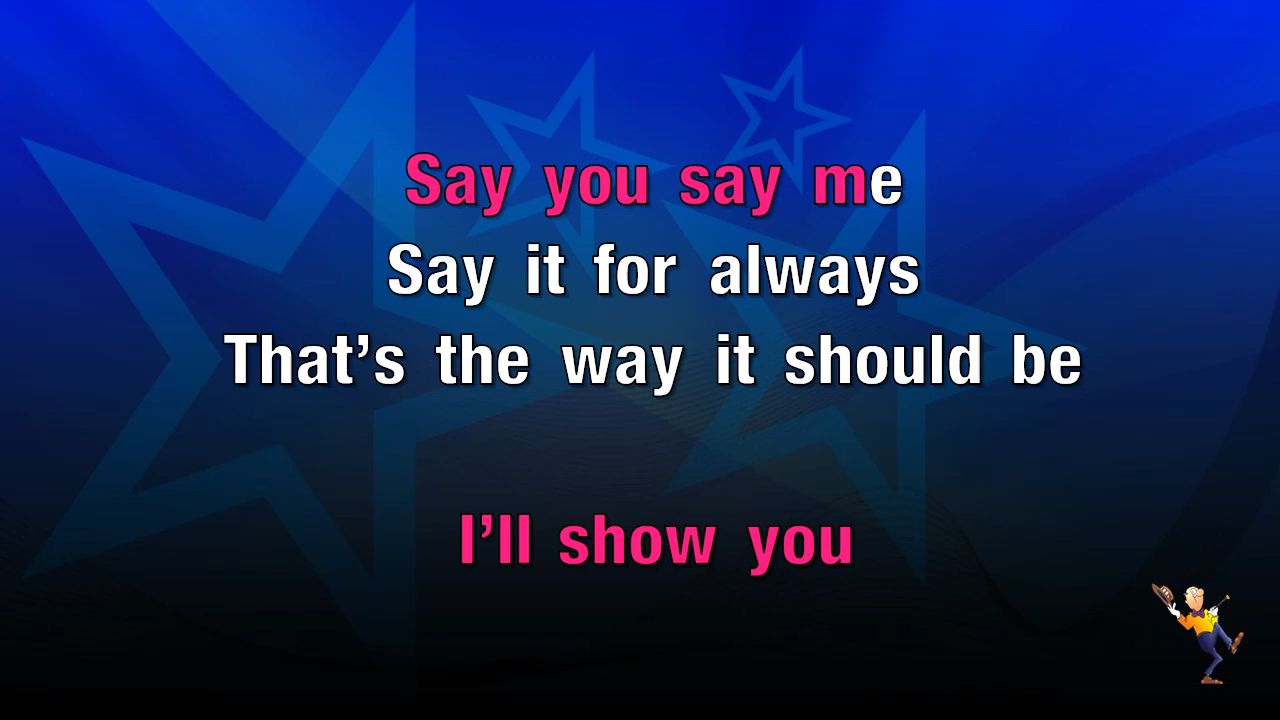 Say you say me
Say it for always
That’s the way it should be
I’ll show you